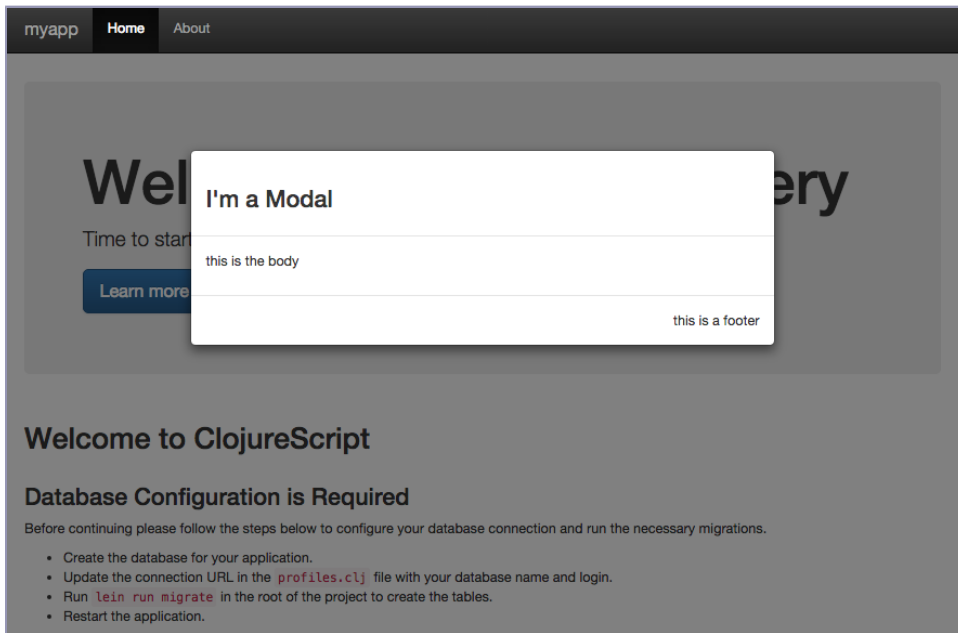 myapp Home About
Wel ery
I'm a Modal
Time to start
this is the body
Learn more
this is a footer
Welcome to ClojureScript
Database Configuration is Required
Before continuing please follow the steps below to configure your database connection and run the necessary migrations.
• Create the database for your application.
• Update the connection URL in the profiles.clj file with your database name and login.
• Run lein run migrate in the root of the project to create the tables.
• Restart the application.